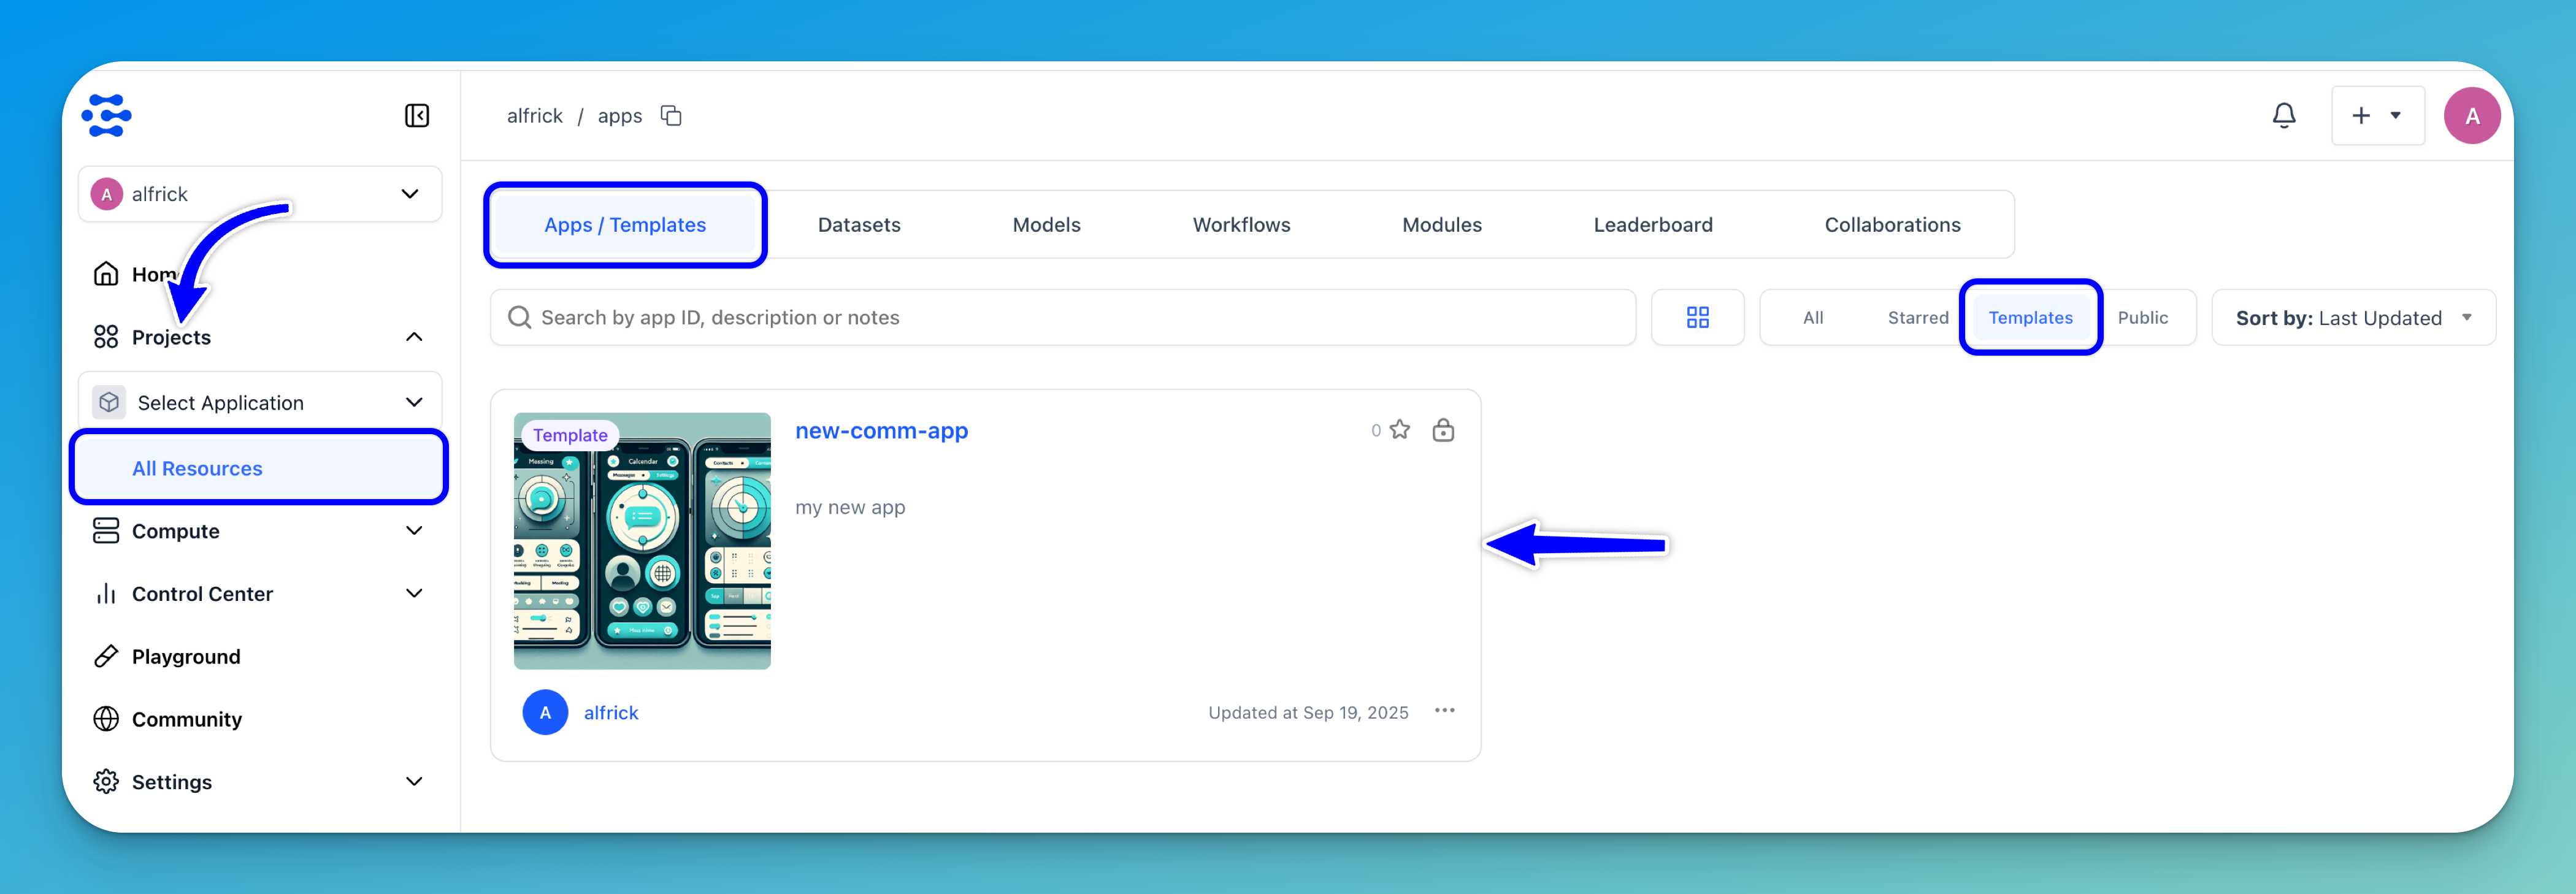 alfrick / apps
A
A alfrick
Home
Projects
Select Application
All Resources
Compute
Control Center
Playground
Community
Settings
Apps / Templates Datasets Models Workflows Modules Leaderboard Collaborations
Search by app ID, description or notes
All Starred Templates Public
Sort by: Last Updated
Template
new-comm-app
0
my new app
Calcendar
A alfrick
Updated at Sep 19, 2025